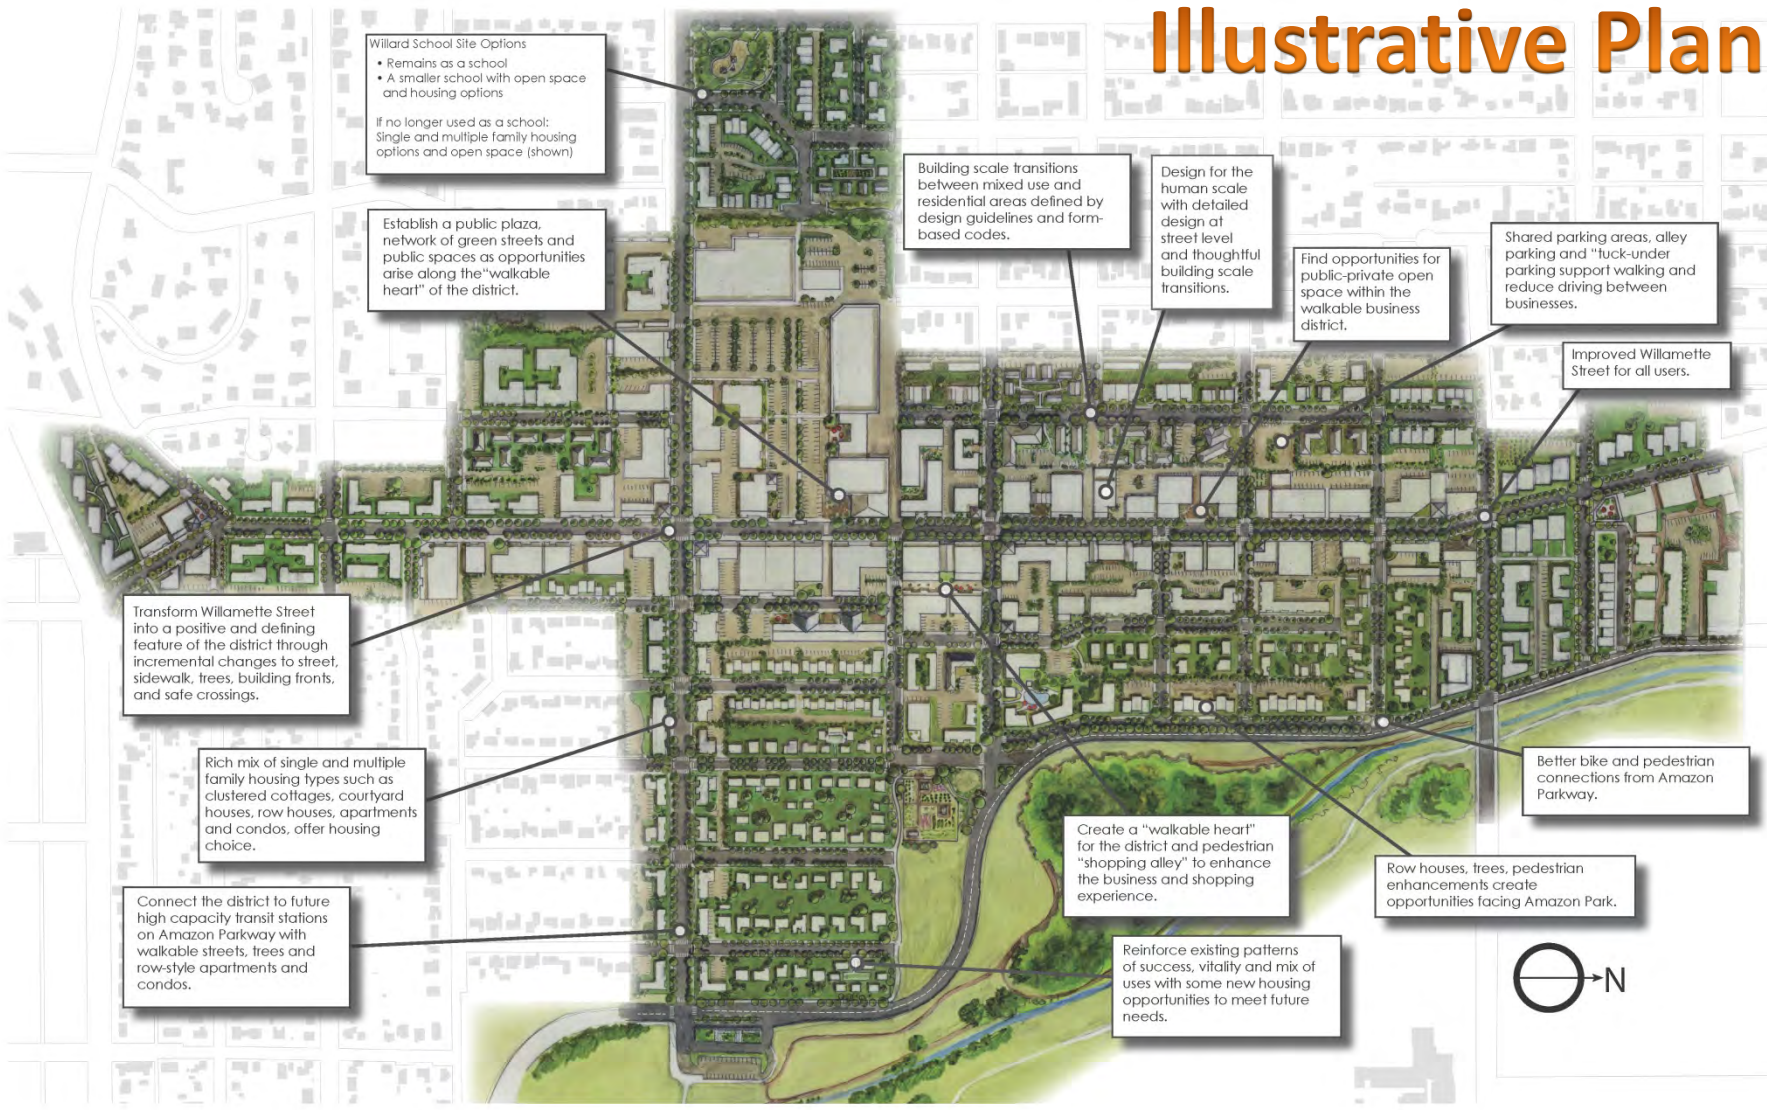 Illustrative Plan
Willard School Site Options
• Remains as a school
• A smaller school with open space
and housing options
If no longer used as a school:
Single and multiple family housing
options and open space (shown)
Establish a public plaza,
network of green streets and
public spaces as opportunities
arise along the"walkable
heart" of the district.
Building scale transitions
between mixed use and
residential areas defined by
design guidelines and form-
based codes.
Design for the
human scale
with detailed
design at
street level
and thoughtful
building scale
transitions.
Find opportunities for
public-private open
space within the
walkable business
district.
Shared parking areas, alley
parking and “tuck-under
parking support walking and
reduce driving between
businesses.
Improved Willamette
Street for all users.
Transform Willamette Street
into a positive and defining
feature of the district through
incremental changes to street,
sidewalk, trees, building fronts,
and safe crossings.
Rich mix of single and multiple
family housing types such as
clustered cottages, courtyard
houses, row houses, apartments
and condos, offer housing
choice.
Connect the district to future
high capacity transit stations
on Amazon Parkway with
walkable streets, trees and
row-style apartments and
condos.
Better bike and pedestrian
connections from Amazon
Parkway.
Create a “walkable heart”
for the district and pedestrian
“shopping alley” to enhance
the business and shopping
experience.
Row houses, trees, pedestrian
enhancements create
opportunities facing Amazon Park.
Reinforce existing patterns
of success, vitality and mix of
uses with some new housing
opportunities to meet future
needs.
N